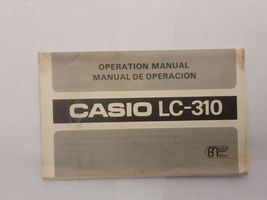 OPERATION MANUAL
MANUAL DE OPERACION
CASIO LC-310